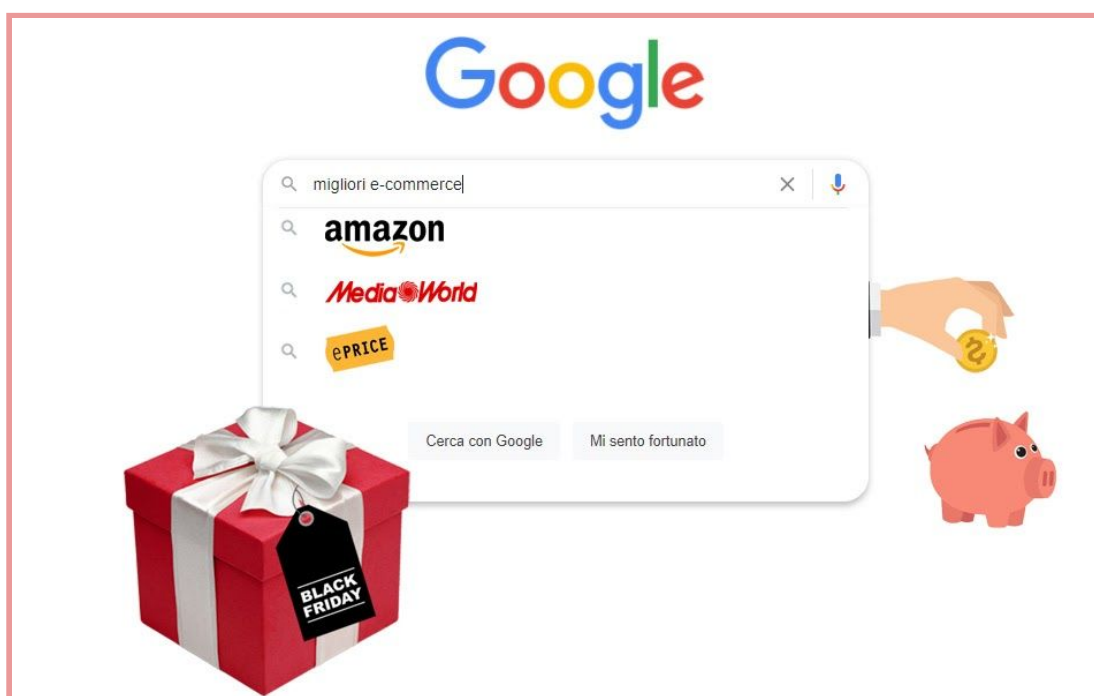 Google
migliori e-commerce
amazon
MediaWorld
ePRICE
Cerca con Google
Mi sento fortunato
BLACK
FRIDAY